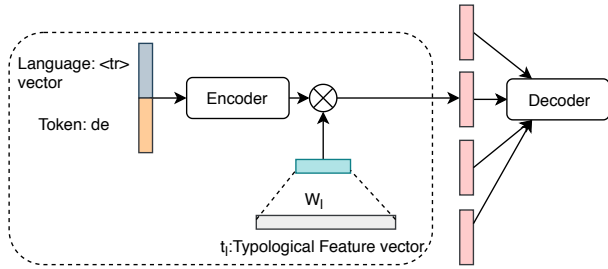 Language: <tr>
vector
Token: de
Encoder
Decoder
W_l
t_l:Typological Feature vector